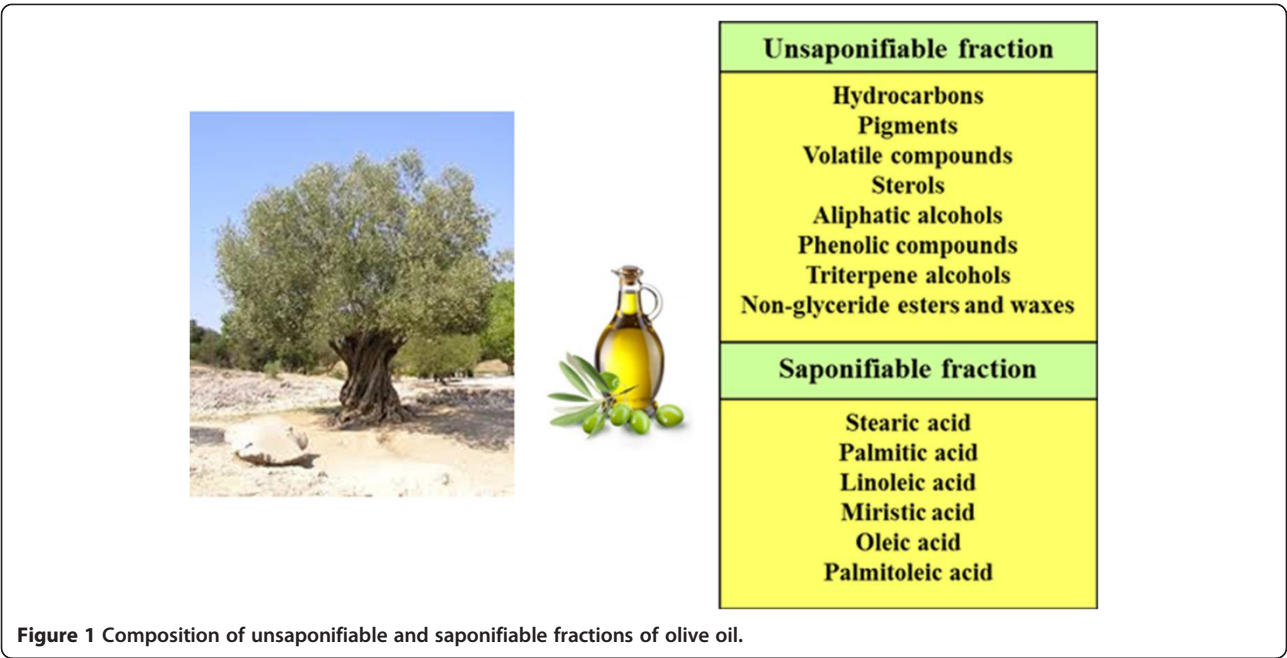 Unsaponifiable fraction
Hydrocarbons
Pigments
Volatile compounds
Sterols
Aliphatic alcohols
Phenolic compounds
Triterpene alcohols
Non-glyceride esters and waxes
Saponifiable fraction
Stearic acid
Palmitic acid
Linoleic acid
Miristic acid
Oleic acid
Palmitoleic acid
Figure 1 Composition of unsaponifiable and saponifiable fractions of olive oil.